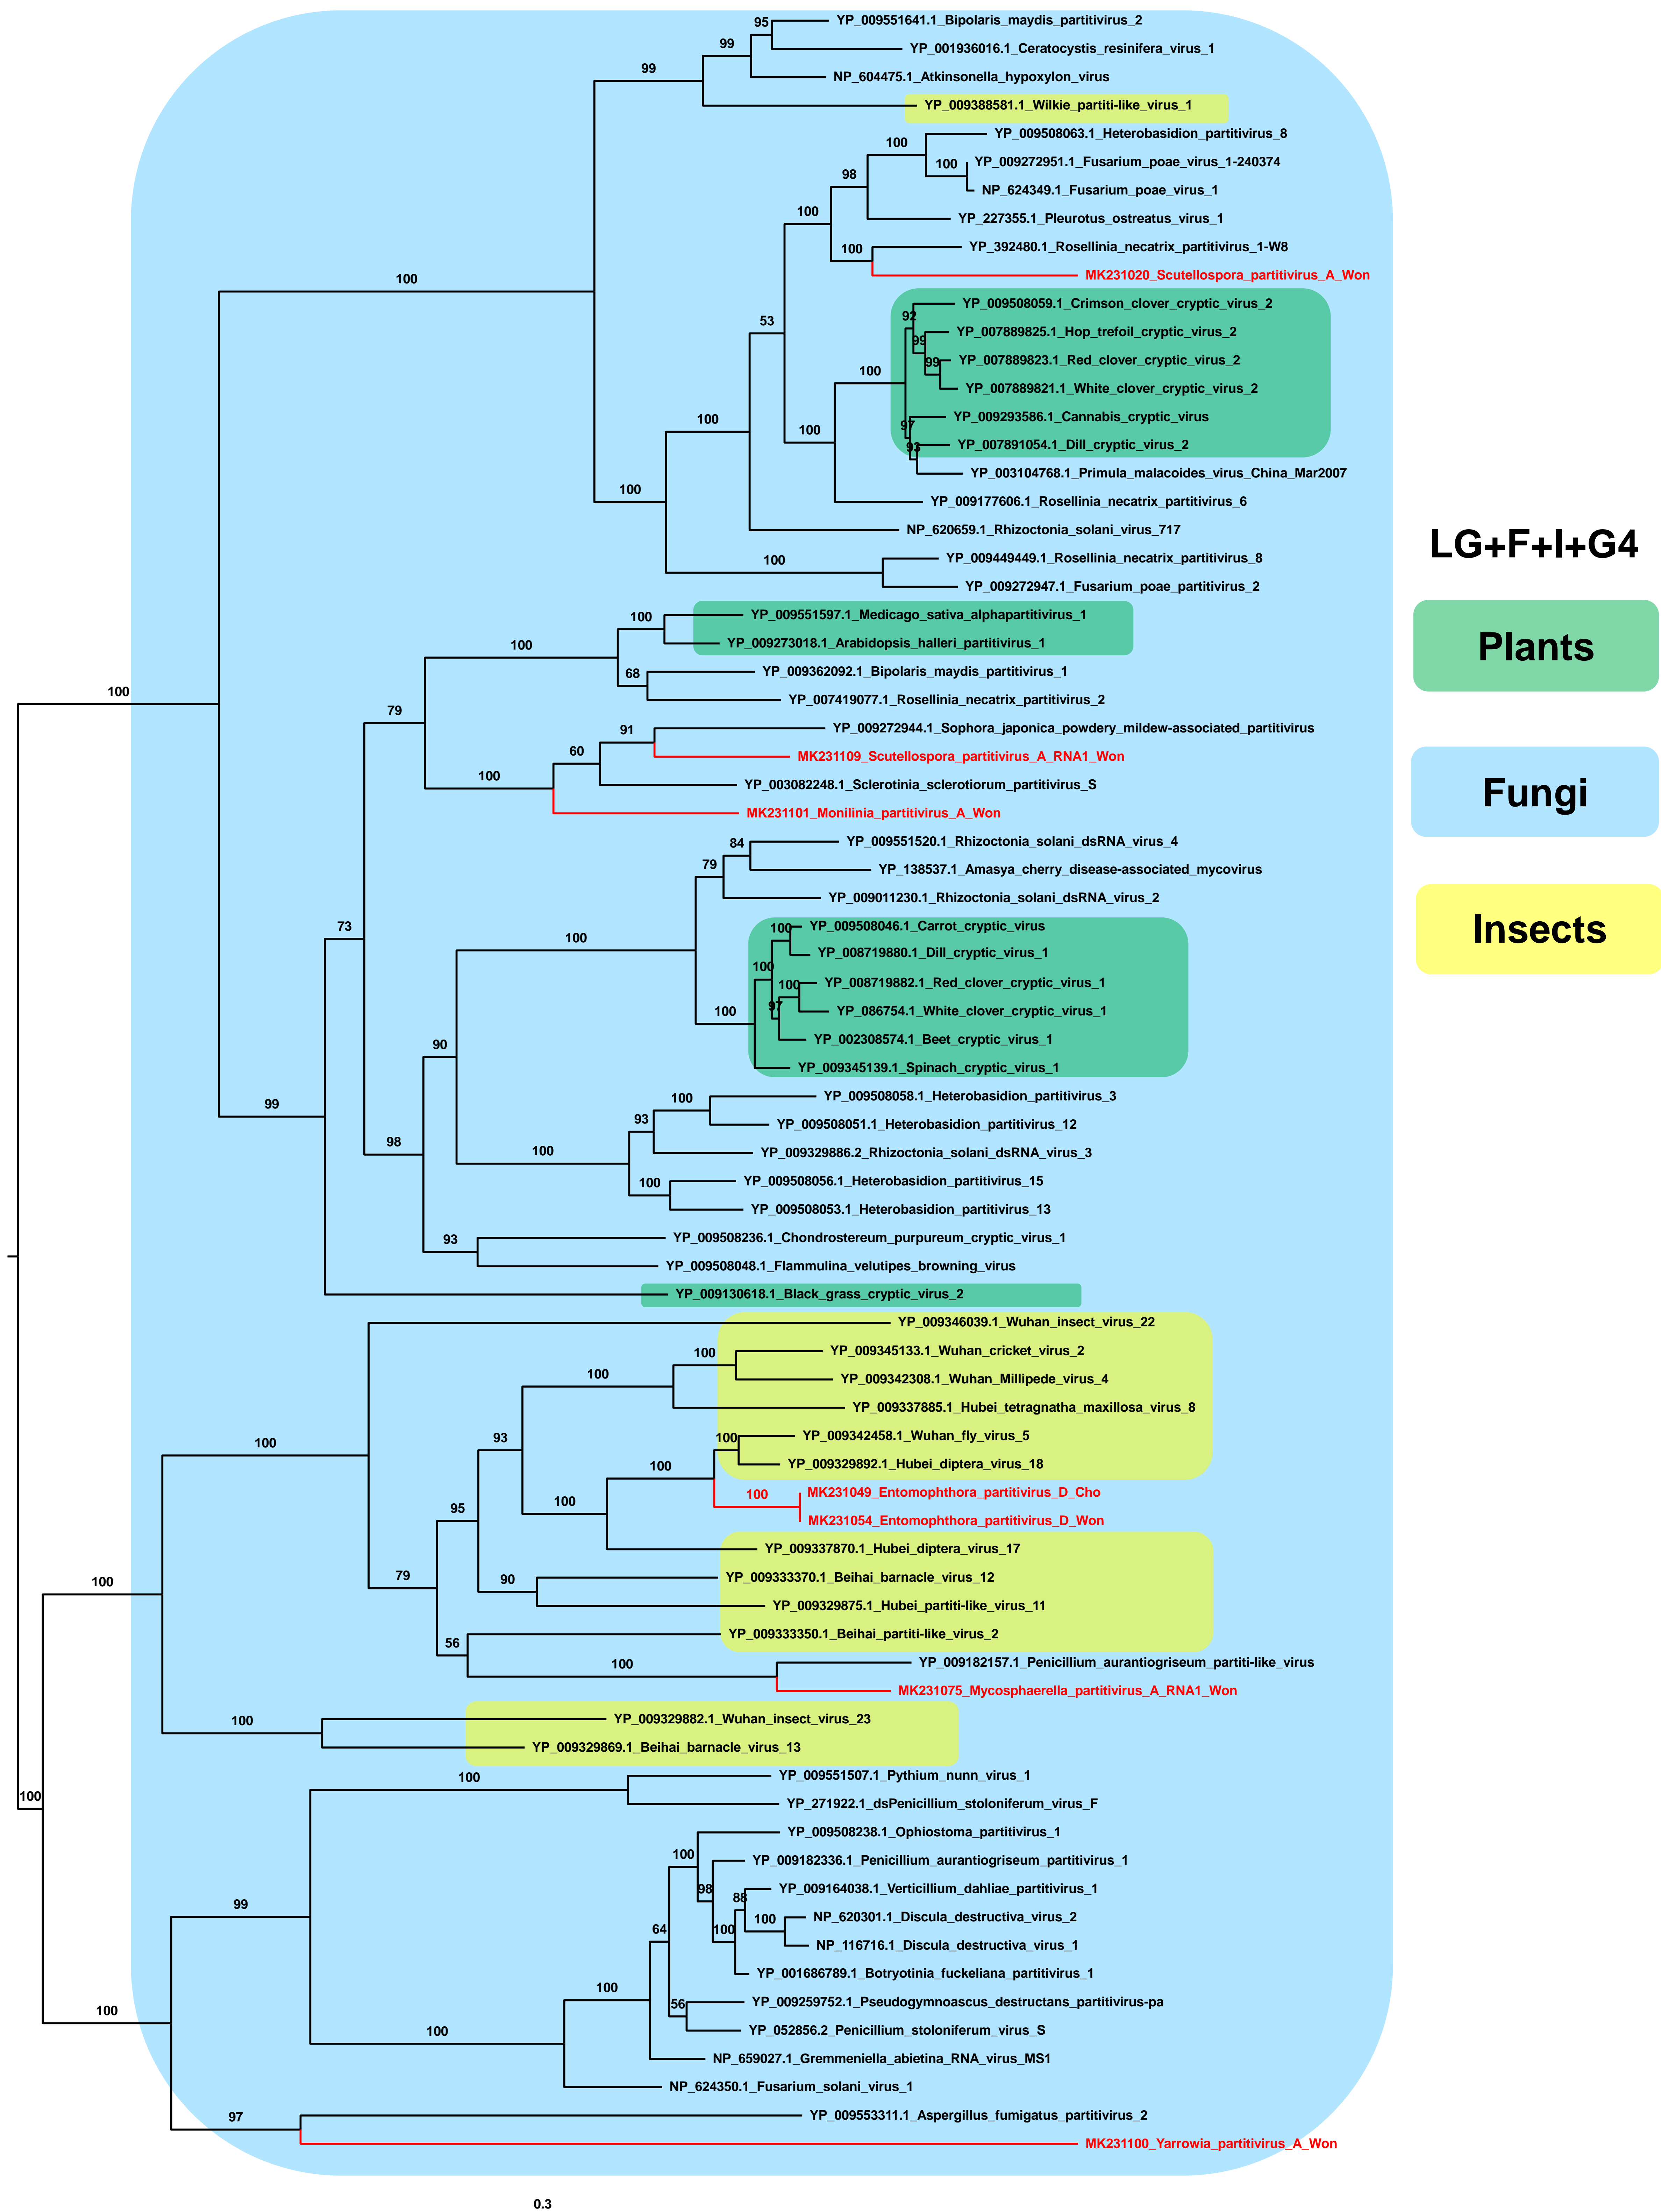 95
YP_009551641.1_Bipolaris_maydis_partitivirus_2
99
YP_001936016.1_Ceratocystis_resinifera_virus_1
99
NP_604475.1_Atkinsonella_hypoxylon_virus
YP_009388581.1_Wilkie_partiti-like_virus_1
YP_009508063.1_Heterobasidion_partitivirus_8
100
100
YP_009272951.1_Fusarium_poae_virus_1-240374
98
NP_624349.1_Fusarium_poae_virus_1
100
YP_227355.1_Pleurotus_ostreatus_virus_1
100
YP_392480.1_Rosellinia_necatrix_partitivirus_1-W8
100
MK231020_Scutellospora_partitivirus_A_Won
YP_009508059.1_Crimson_clover_cryptic_virus_2
92
53
YP_007889825.1_Hop_trefoil_cryptic_virus_2
99
99
YP_007889823.1_Red_clover_cryptic_virus_2
100
YP_007889821.1_White_clover_cryptic_virus_2
100
YP_009293586.1_Cannabis_cryptic_virus
97
100
93
YP_007891054.1_Dill_cryptic_virus_2
YP_003104768.1_Primula_malacoides_virus_China_Mar2007
100
YP_009177606.1_Rosellinia_necatrix_partitivirus_6
NP_620659.1_Rhizoctonia_solani_virus_717
100
YP_009449449.1_Rosellinia_necatrix_partitivirus_8
YP_009272947.1_Fusarium_poae_partitivirus_2
LG+F+I+G4
100
YP_009551597.1_Medicago_sativa_alphapartitivirus_1
100
YP_009273018.1_Arabidopsis_halleri_partitivirus_1
Plants
68
YP_009362092.1_Bipolaris_maydis_partitivirus_1
100
YP_007419077.1_Rosellinia_necatrix_partitivirus_2
79
91
YP_009272944.1_Sophora_japonica_powdery_mildew-associated_partitivirus
60
MK231109_Scutellospora_partitivirus_A_RNA1_Won
100
YP_003082248.1_Sclerotinia_sclerotiorum_partitivirus_S
Fungi
MK231101_Monilinia_partitivirus_A_Won
84
YP_009551520.1_Rhizoctonia_solani_dsRNA_virus_4
79
YP_138537.1_Amasya_cherry_disease-associated_mycovirus
YP_009011230.1_Rhizoctonia_solani_dsRNA_virus_2
73
100
100
YP_009508046.1_Carrot_cryptic_virus
Insects
100
YP_008719880.1_Dill_cryptic_virus_1
100
YP_008719882.1_Red_clover_cryptic_virus_1
100
97
YP_086754.1_White_clover_cryptic_virus_1
90
YP_002308574.1_Beet_cryptic_virus_1
YP_009345139.1_Spinach_cryptic_virus_1
99
100
YP_009508058.1_Heterobasidion_partitivirus_3
93
YP_009508051.1_Heterobasidion_partitivirus_12
98
100
YP_009329886.2_Rhizoctonia_solani_dsRNA_virus_3
100
YP_009508056.1_Heterobasidion_partitivirus_15
YP_009508053.1_Heterobasidion_partitivirus_13
93
YP_009508236.1_Chondrostereum_purpureum_cryptic_virus_1
YP_009508048.1_Flammulina_velutipes_browning_virus
YP_009130618.1_Black_grass_cryptic_virus_2
YP_009346039.1_Wuhan_insect_virus_22
100
YP_009345133.1_Wuhan_cricket_virus_2
100
YP_009342308.1_Wuhan_Millipede_virus_4
YP_009337885.1_Hubei_tetragnatha_maxillosa_virus_8
100
93
100
YP_009342458.1_Wuhan_fly_virus_5
100
YP_009329892.1_Hubei_diptera_virus_18
100
MK231049_Entomophthora_partitivirus_D_Cho
95
100
MK231054_Entomophthora_partitivirus_D_Won
YP_009337870.1_Hubei_diptera_virus_17
100
79
90
YP_009333370.1_Beihai_barnacle_virus_12
YP_009329875.1_Hubei_partiti-like_virus_11
56
YP_009333350.1_Beihai_partiti-like_virus_2
100
YP_009182157.1_Penicillium_aurantiogriseum_partiti-like_virus
MK231075_Mycosphaerella_partitivirus_A_RNA1_Won
100
YP_009329882.1_Wuhan_insect_virus_23
YP_009329869.1_Beihai_barnacle_virus_13
100
100
YP_009551507.1_Pythium_nunn_virus_1
YP_271922.1_dsPenicillium_stoloniferum_virus_F
YP_009508238.1_Ophiostoma_partitivirus_1
100
YP_009182336.1_Penicillium_aurantiogriseum_partitivirus_1
98
88
YP_009164038.1_Verticillium_dahliae_partitivirus_1
99
100
NP_620301.1_Discula_destructiva_virus_2
64
100
NP_116716.1_Discula_destructiva_virus_1
YP_001686789.1_Botryotinia_fuckeliana_partitivirus_1
100
56
YP_009259752.1_Pseudogymnoascus_destructans_partitivirus-pa
100
100
YP_052856.2_Penicillium_stoloniferum_virus_S
NP_659027.1_Gremmeniella_abietina_RNA_virus_MS1
NP_624350.1_Fusarium_solani_virus_1
97
YP_009553311.1_Aspergillus_fumigatus_partitivirus_2
MK231100_Yarrowia_partitivirus_A_Won
0.3